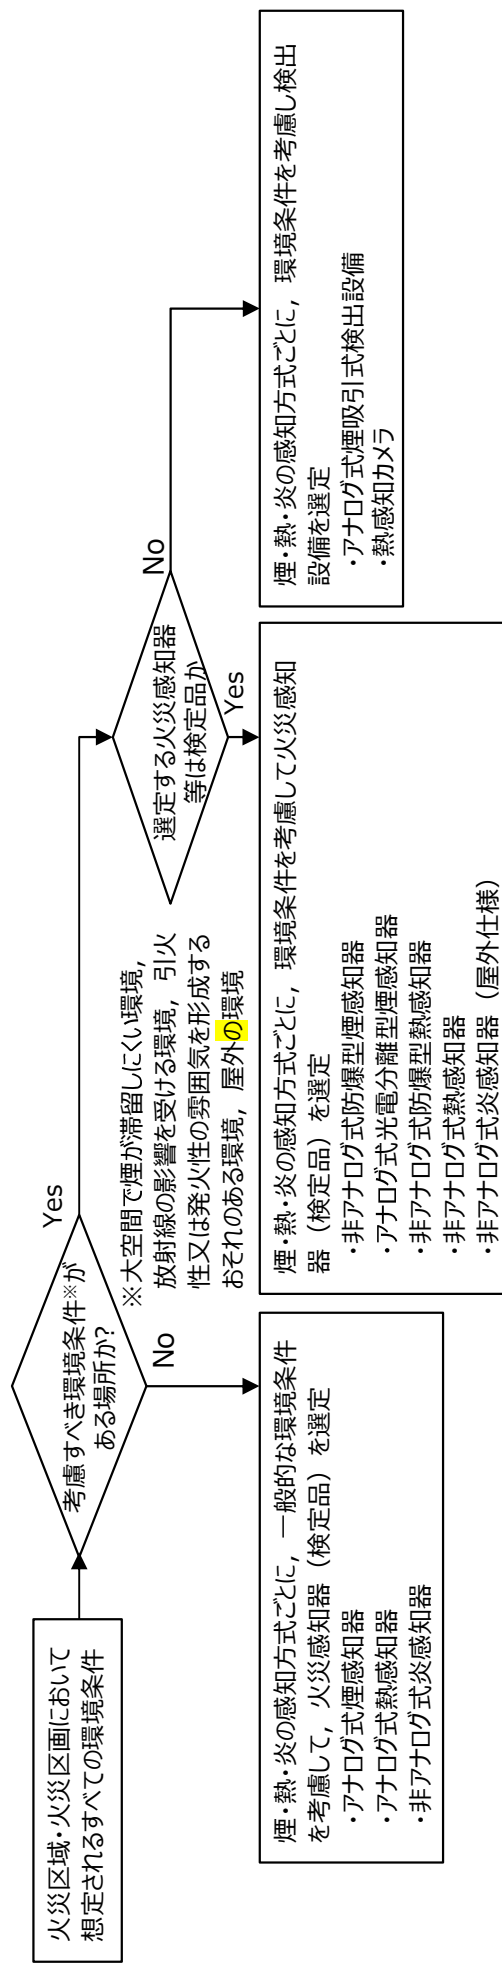 火災区域・火災区画において
想定されるすべての環境条件
考慮すべき環境条件※が
ある場所か?
Yes
No
※大空間で煙が滞留しにくい環境，
放射線の影響を受ける環境，引火
性又は発火性の雰囲気を形成する
おそれのある環境，屋外の環境
選定する火災感知器
等は検定品か
No
Yes
煙・熱・炎の感知方式ごとに，一般的な環境条件
を考慮して，火災感知器（検定品）を選定
・アナログ式煙感知器
・アナログ式熱感知器
・非アナログ式炎感知器
煙・熱・炎の感知方式ごとに，環境条件を考慮して火災感知
器（検定品）を選定
・非アナログ式防爆型煙感知器
・アナログ式光電分離型煙感知器
・非アナログ式防爆型熱感知器
・非アナログ式熱感知器
・非アナログ式炎感知器（屋外仕様）
煙・熱・炎の感知方式ごとに，環境条件を考慮し検出
設備を選定
・アナログ式煙吸引式検出設備
・熱感知カメラ